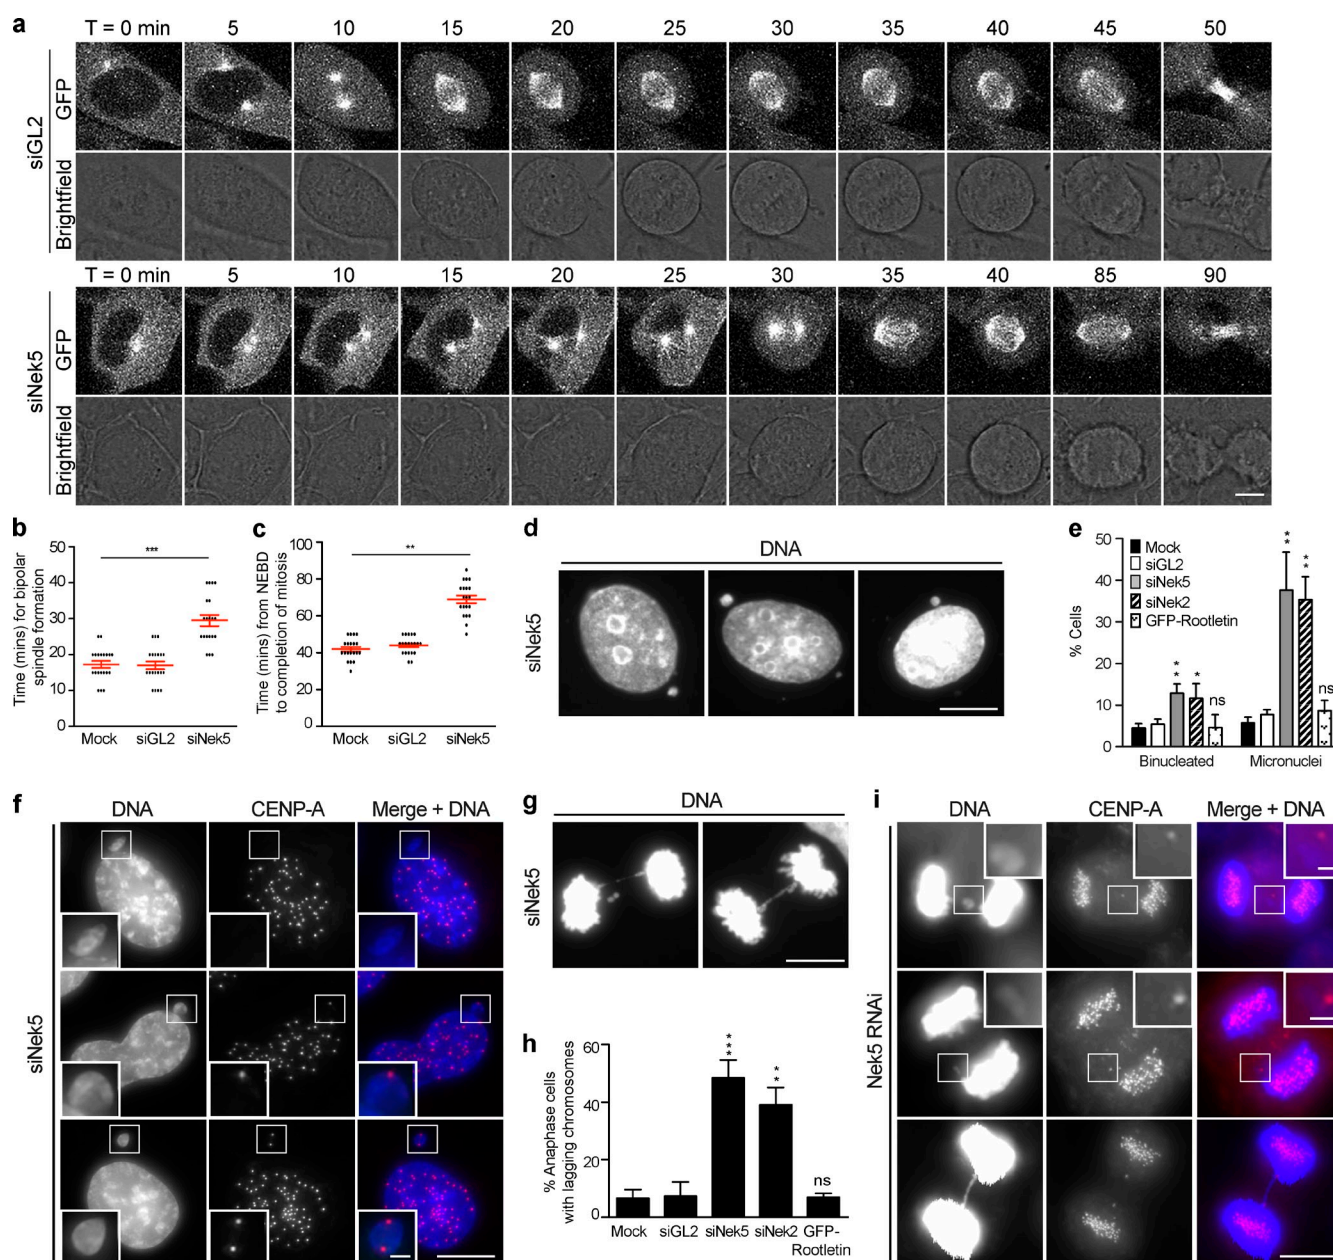 a
T = 0 min 5 10 15 20 25 30 35 40 45 50
siGL2
GFP
Brightfield
T = 0 min 5 10 15 20 25 30 35 40 85 90
siNek5
GFP
Brightfield
b
Time (mins) for bipolar
spindle formation
50
40
30
20
10
0
***
Mock siGL2 siNek5
c
Time (mins) from NEBD
to completion of mitosis
100
80
60
40
20
0
**
Mock siGL2 siNek5
d
DNA
siNek5
e
% Cells
50
40
30
20
10
0
Mock
siGL2
siNek5
siNek2
GFP-Rootletin
** * ns
** ** ns
Binucleated Micronuclei
f
DNA CENP-A Merge + DNA
siNek5
g
DNA
siNek5
h
% Anaphase cells
with lagging chromosomes
60
40
20
0
*** ** ns
Mock siGL2 siNek5 siNek2 GFP-
Rootletin
i
DNA CENP-A Merge + DNA
Nek5 RNAi